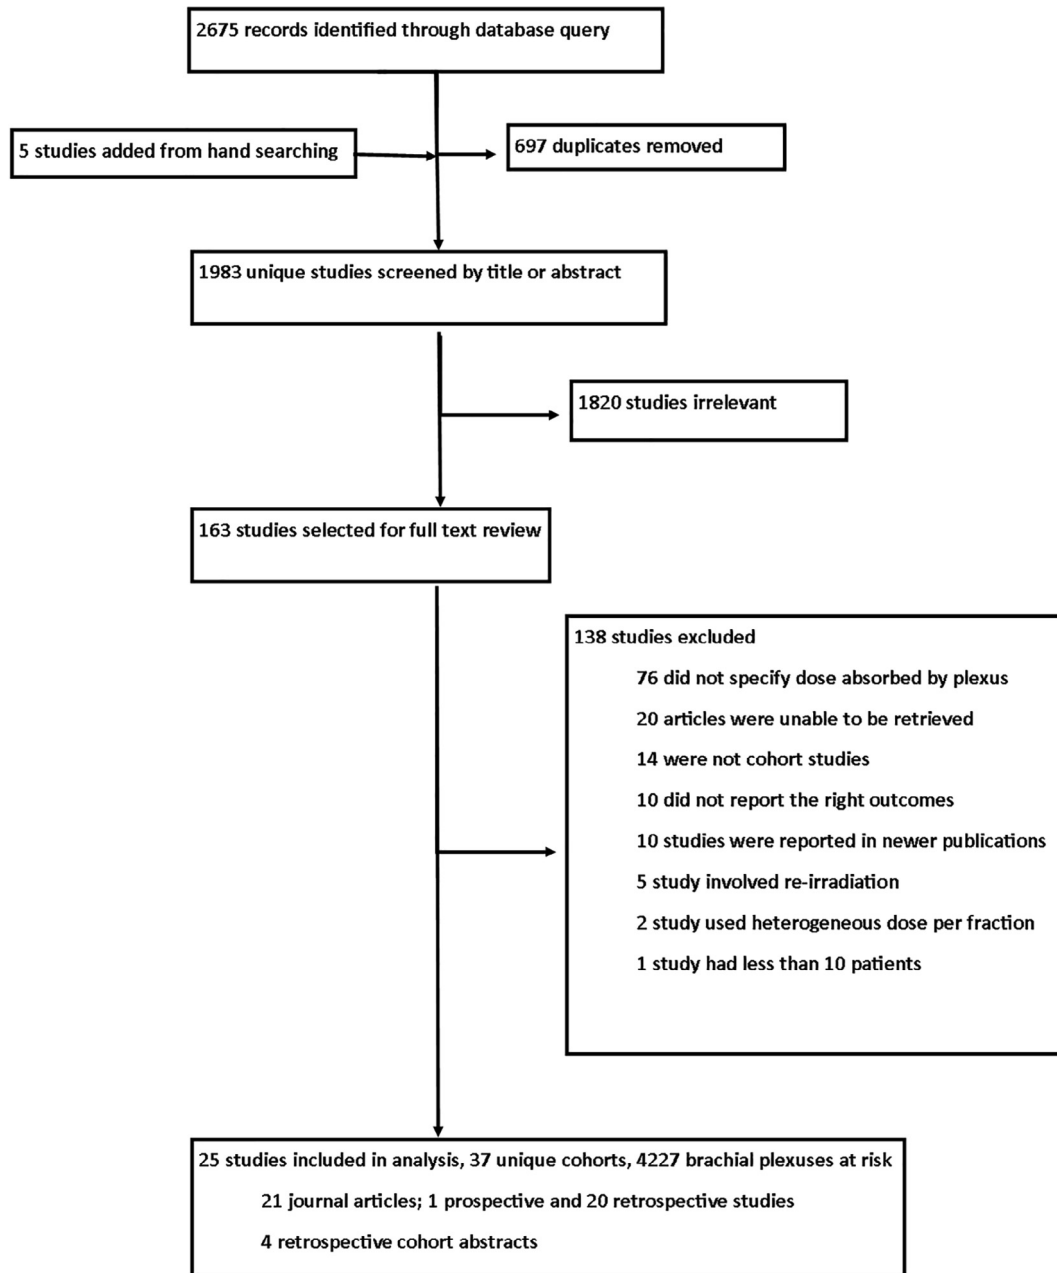 2675 records identified through database query
5 studies added from hand searching
697 duplicates removed
1983 unique studies screened by title or abstract
1820 studies irrelevant
163 studies selected for full text review
138 studies excluded
76 did not specify dose absorbed by plexus
20 articles were unable to be retrieved
14 were not cohort studies
10 did not report the right outcomes
10 studies were reported in newer publications
5 study involved re-irradiation
2 study used heterogeneous dose per fraction
1 study had less than 10 patients
25 studies included in analysis, 37 unique cohorts, 4227 brachial plexuses at risk
21 journal articles; 1 prospective and 20 retrospective studies
4 retrospective cohort abstracts